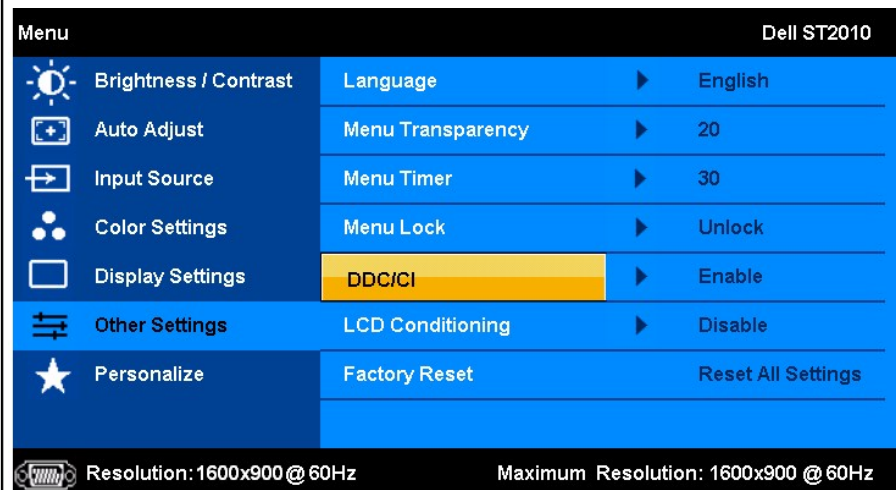 Menu Dell ST2010
Brightness / Contrast Language English
Auto Adjust Menu Transparency 20
Input Source Menu Timer 30
Color Settings Menu Lock Unlock
Display Settings DDC/CI Enable
Other Settings LCD Conditioning Disable
Personalize Factory Reset Reset All Settings
Resolution: 1600x900 @ 60Hz Maximum Resolution: 1600x900 @ 60Hz